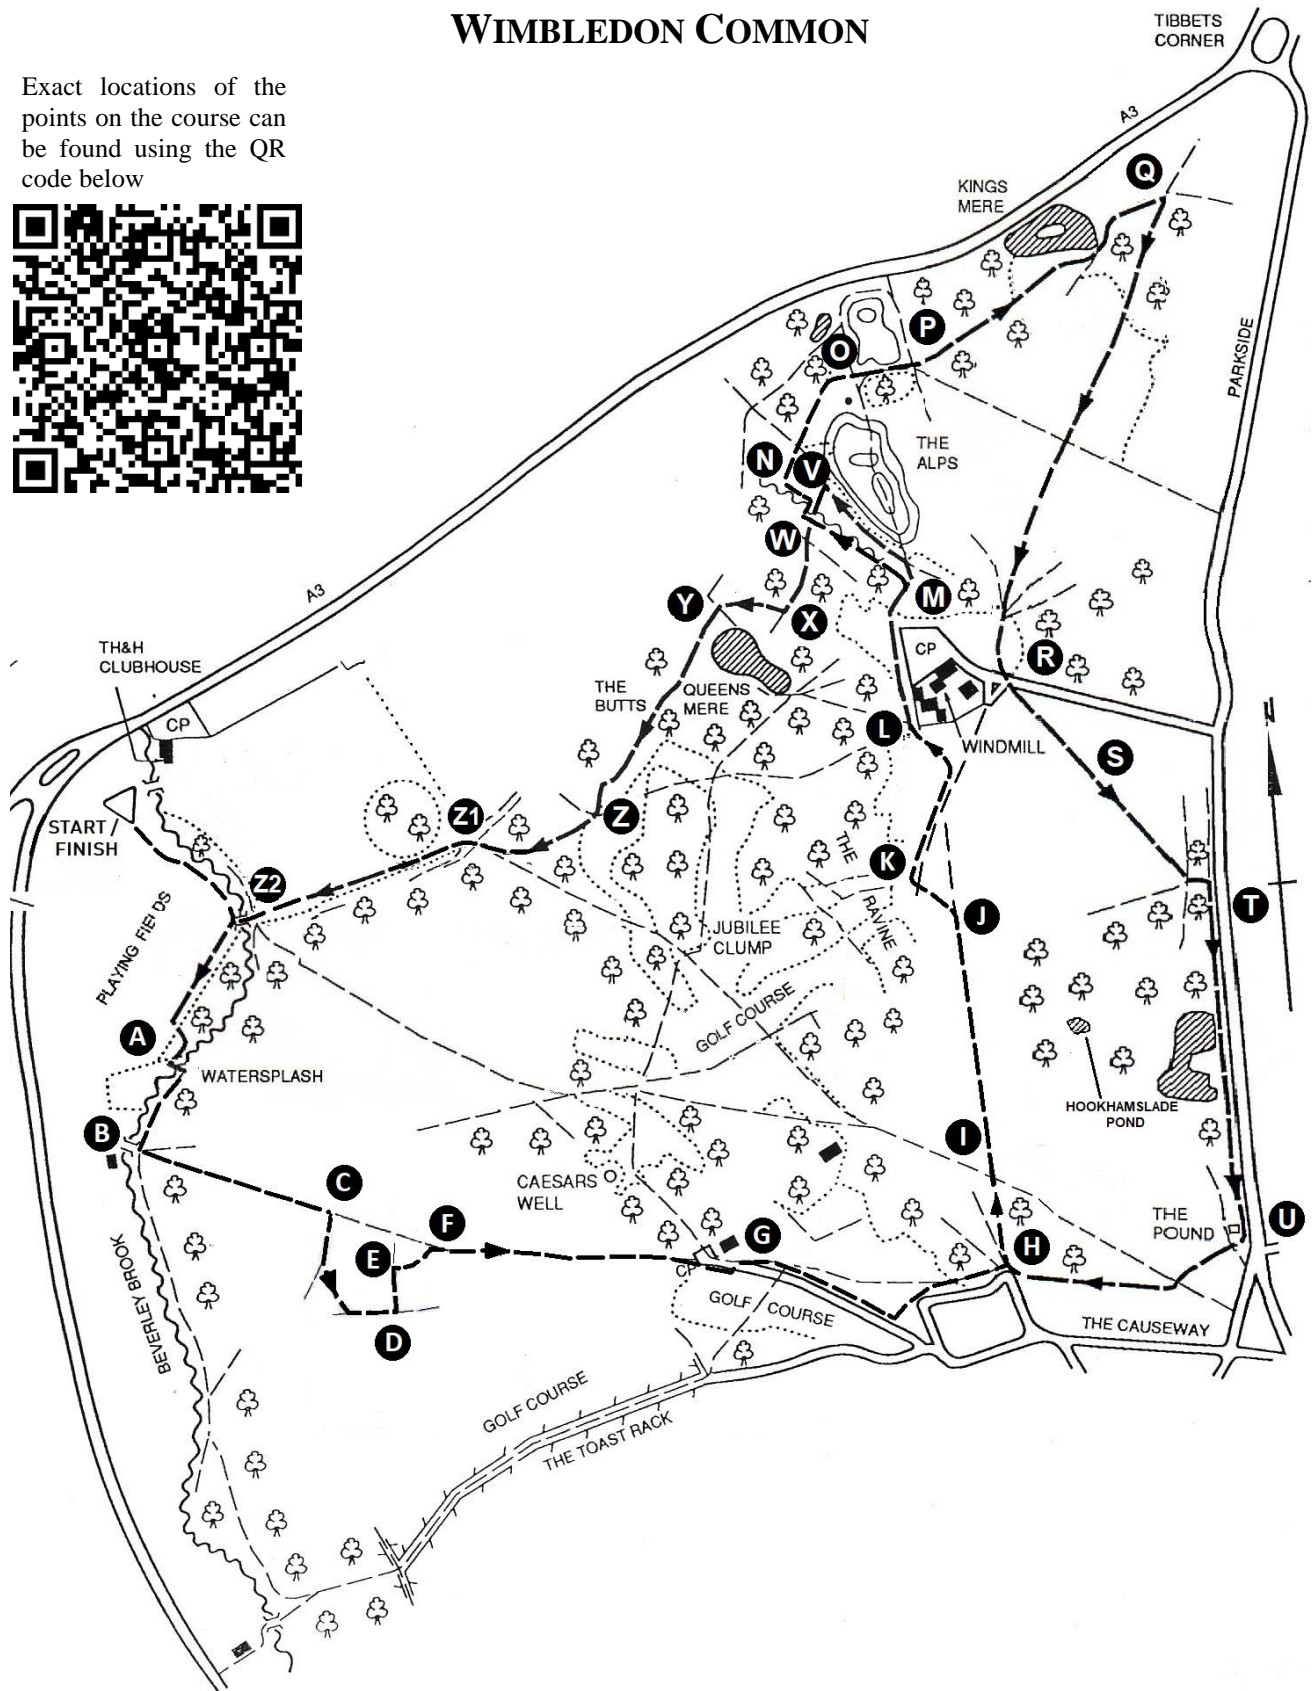 WIMBLEDON COMMON
TIBBETS
CORNER
Exact locations of the
points on the course can
be found using the QR
code below
A3
Q
KINGS
MERE
PARKSIDE
P
O
THE
ALPS
N
V
W
A3
M
Y
X
TH&H
CLUBHOUSE
CP
R
CP
THE
BUTTS
QUEENS
MERE
L
WINDMILL
S
START /
FINISH
Z1
Z
THE
RAVINE
K
Z2
T
J
PLAYING FIELDS
JUBILEE
CLUMP
GOLF COURSE
A
WATERSPLASH
HOOKHAMSLADE
POND
B
I
CAESARS
WELL
C
THE
POUND
U
F
G
E
H
CP
GOLF COURSE
D
THE CAUSEWAY
BEVERLEY BROOK
GOLF COURSE
THE TOAST RACK